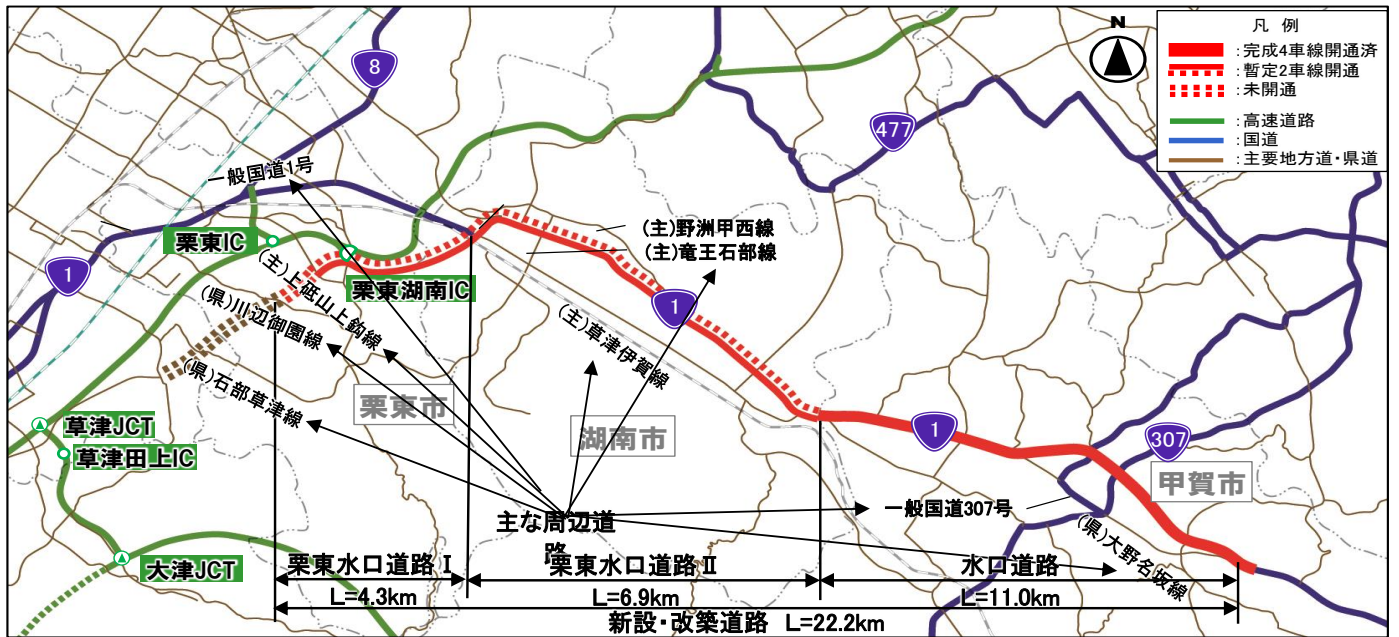 凡 例
:完成4車線開通済
:暫定2車線開通
:未開通
:高速道路
:国道
:主要地方道・県道
N
8
477
一般国道1号
栗東IC
(主)野洲甲西線
(主)竜王石部線
1
栗東湖南IC
(主)上砥山上鈎線
(県)川辺御園線
(県)石部草津線
1
(主)草津伊賀線
栗東市
湖南市
草津JCT
草津田上IC
1
307
甲賀市
一般国道307号
(県)大野名坂線
主な周辺道
路
大津JCT
栗東水口道路Ⅰ
栗東水口道路Ⅱ
水口道路
L=4.3km
L=6.9km
L=11.0km
新設・改築道路 L=22.2km